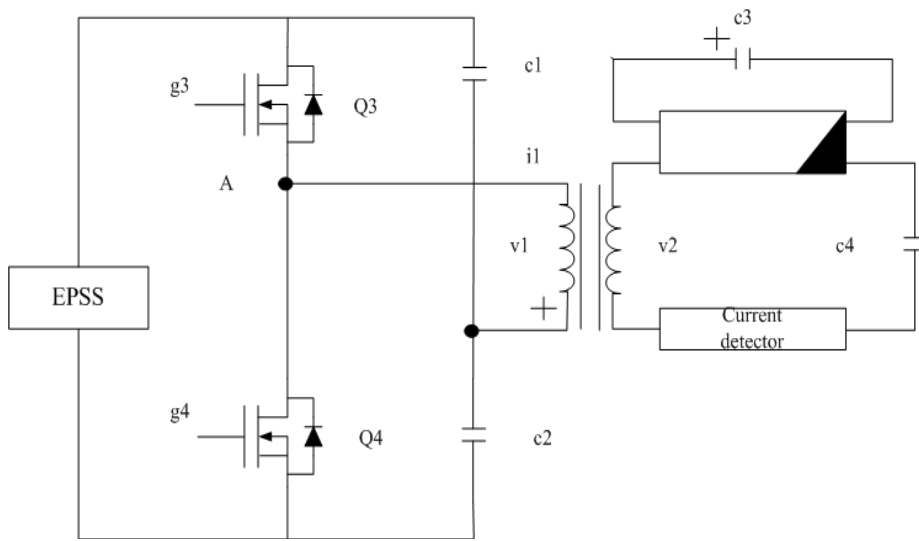 c3
+
g3
c1
Q3
i1
A
v1
v2
c4
+
EPSS
Current
detector
g4
Q4
c2